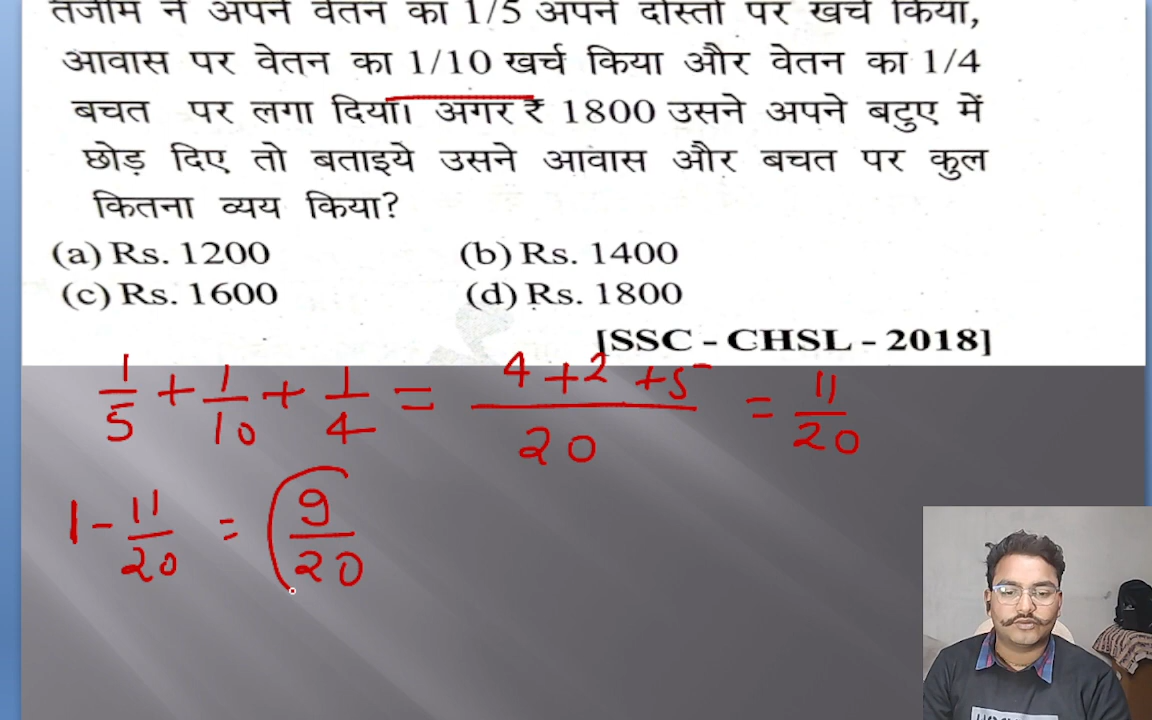 तजीम ने अपने वेतन का 1/5 अपने दोस्तों पर खर्च किया,
आवास पर वेतन का 1/10 खर्च किया और वेतन का 1/4
बचत पर लगा दिया। अगर ₹ 1800 उसने अपने बटुए में
छोड़ दिए तो बताइये उसने आवास और बचत पर कुल
कितना व्यय किया?
(a) Rs. 1200 (b) Rs. 1400
(c) Rs. 1600 (d) Rs. 1800
[SSC - CHSL - 2018]
1/5 + 1/10 + 1/4 = 4+2+5/20 = 11/20
1 - 11/20 = (9/20